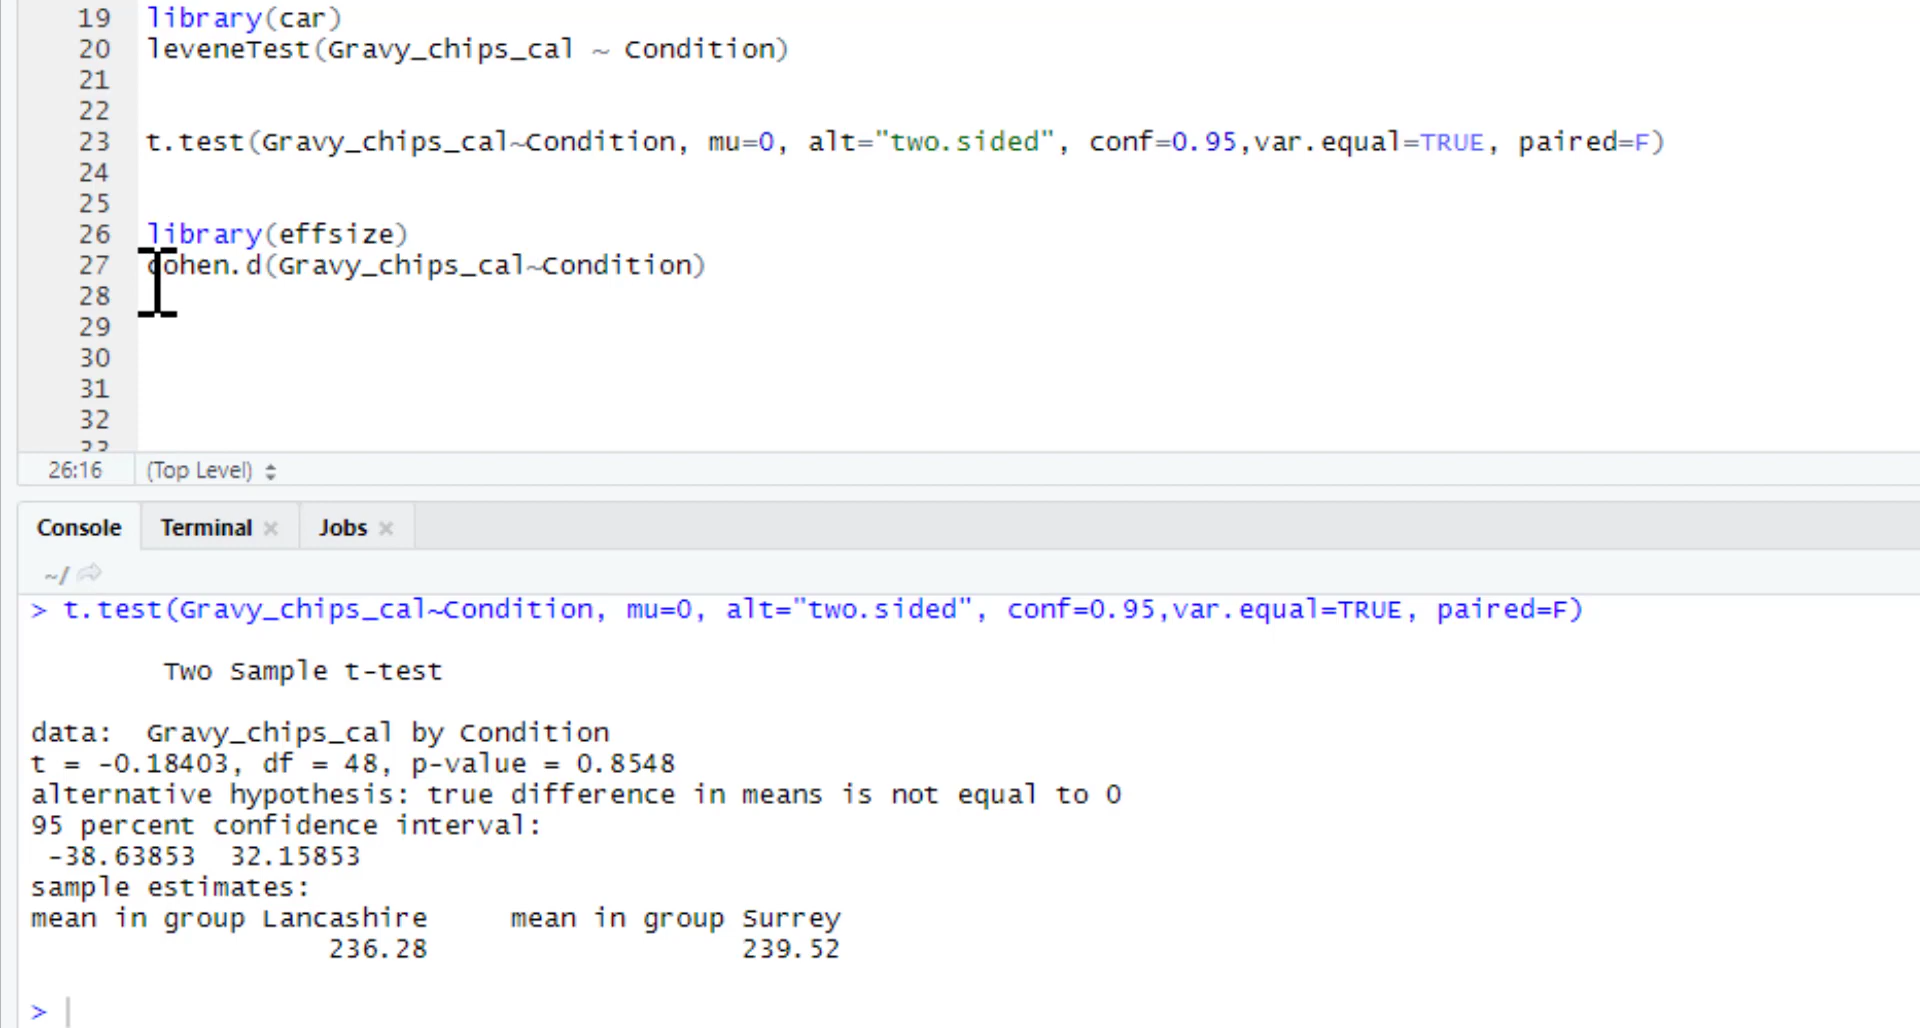 19 library(car)
20 leveneTest(Gravy_chips_cal ~ Condition)
21
22
23 t.test(Gravy_chips_cal~Condition, mu=0, alt="two.sided", conf=0.95,var.equal=TRUE, paired=F)
24
25
26 library(effsize)
27 cohen.d(Gravy_chips_cal~Condition)
28
29
30
31
32
33
26:16 (Top Level)
Console Terminal × Jobs ×
~/
> t.test(Gravy_chips_cal~Condition, mu=0, alt="two.sided", conf=0.95,var.equal=TRUE, paired=F)
Two Sample t-test
data: Gravy_chips_cal by Condition
t = -0.18403, df = 48, p-value = 0.8548
alternative hypothesis: true difference in means is not equal to 0
95 percent confidence interval:
-38.63853 32.15853
sample estimates:
mean in group Lancashire mean in group Surrey
236.28 239.52
>